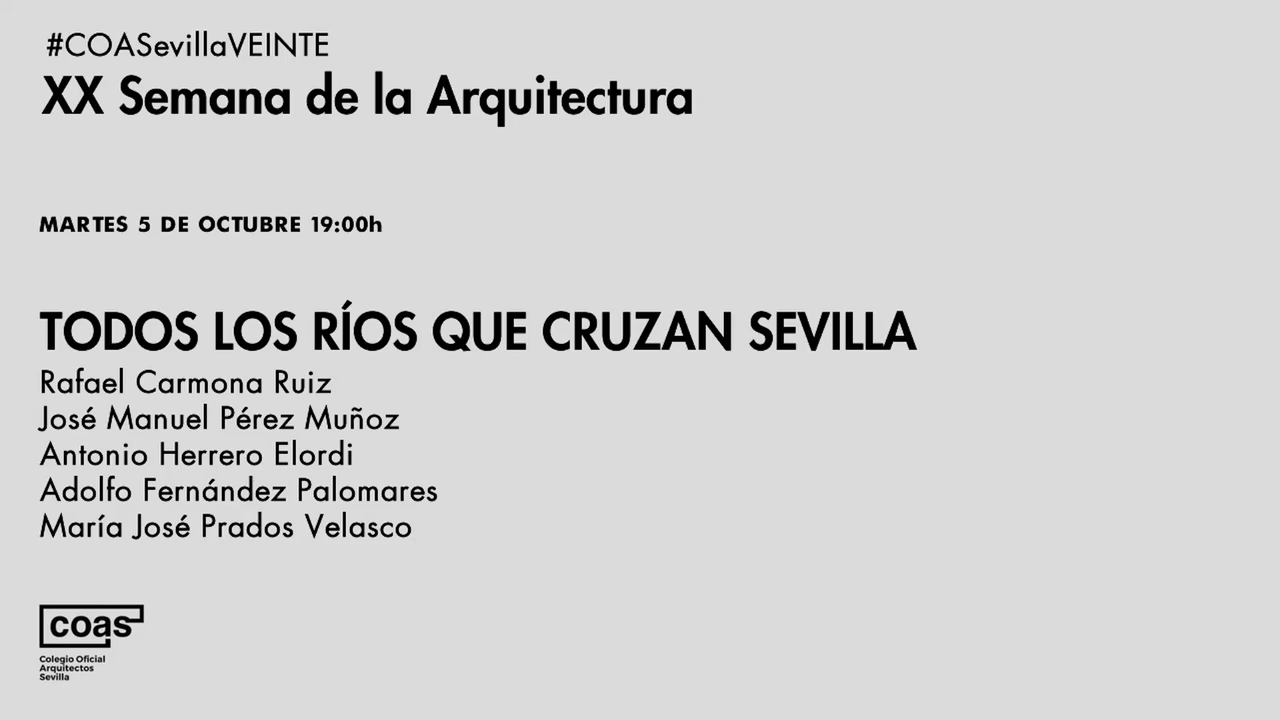 #COASevillaVEINTE
XX Semana de la Arquitectura
MARTES 5 DE OCTUBRE 19:00h
TODOS LOS RÍOS QUE CRUZAN SEVILLA
Rafael Carmona Ruiz
José Manuel Pérez Muñoz
Antonio Herrero Elordi
Adolfo Fernández Palomares
María José Prados Velasco
coas
Colegio Oficial
Arquitectos
Sevilla